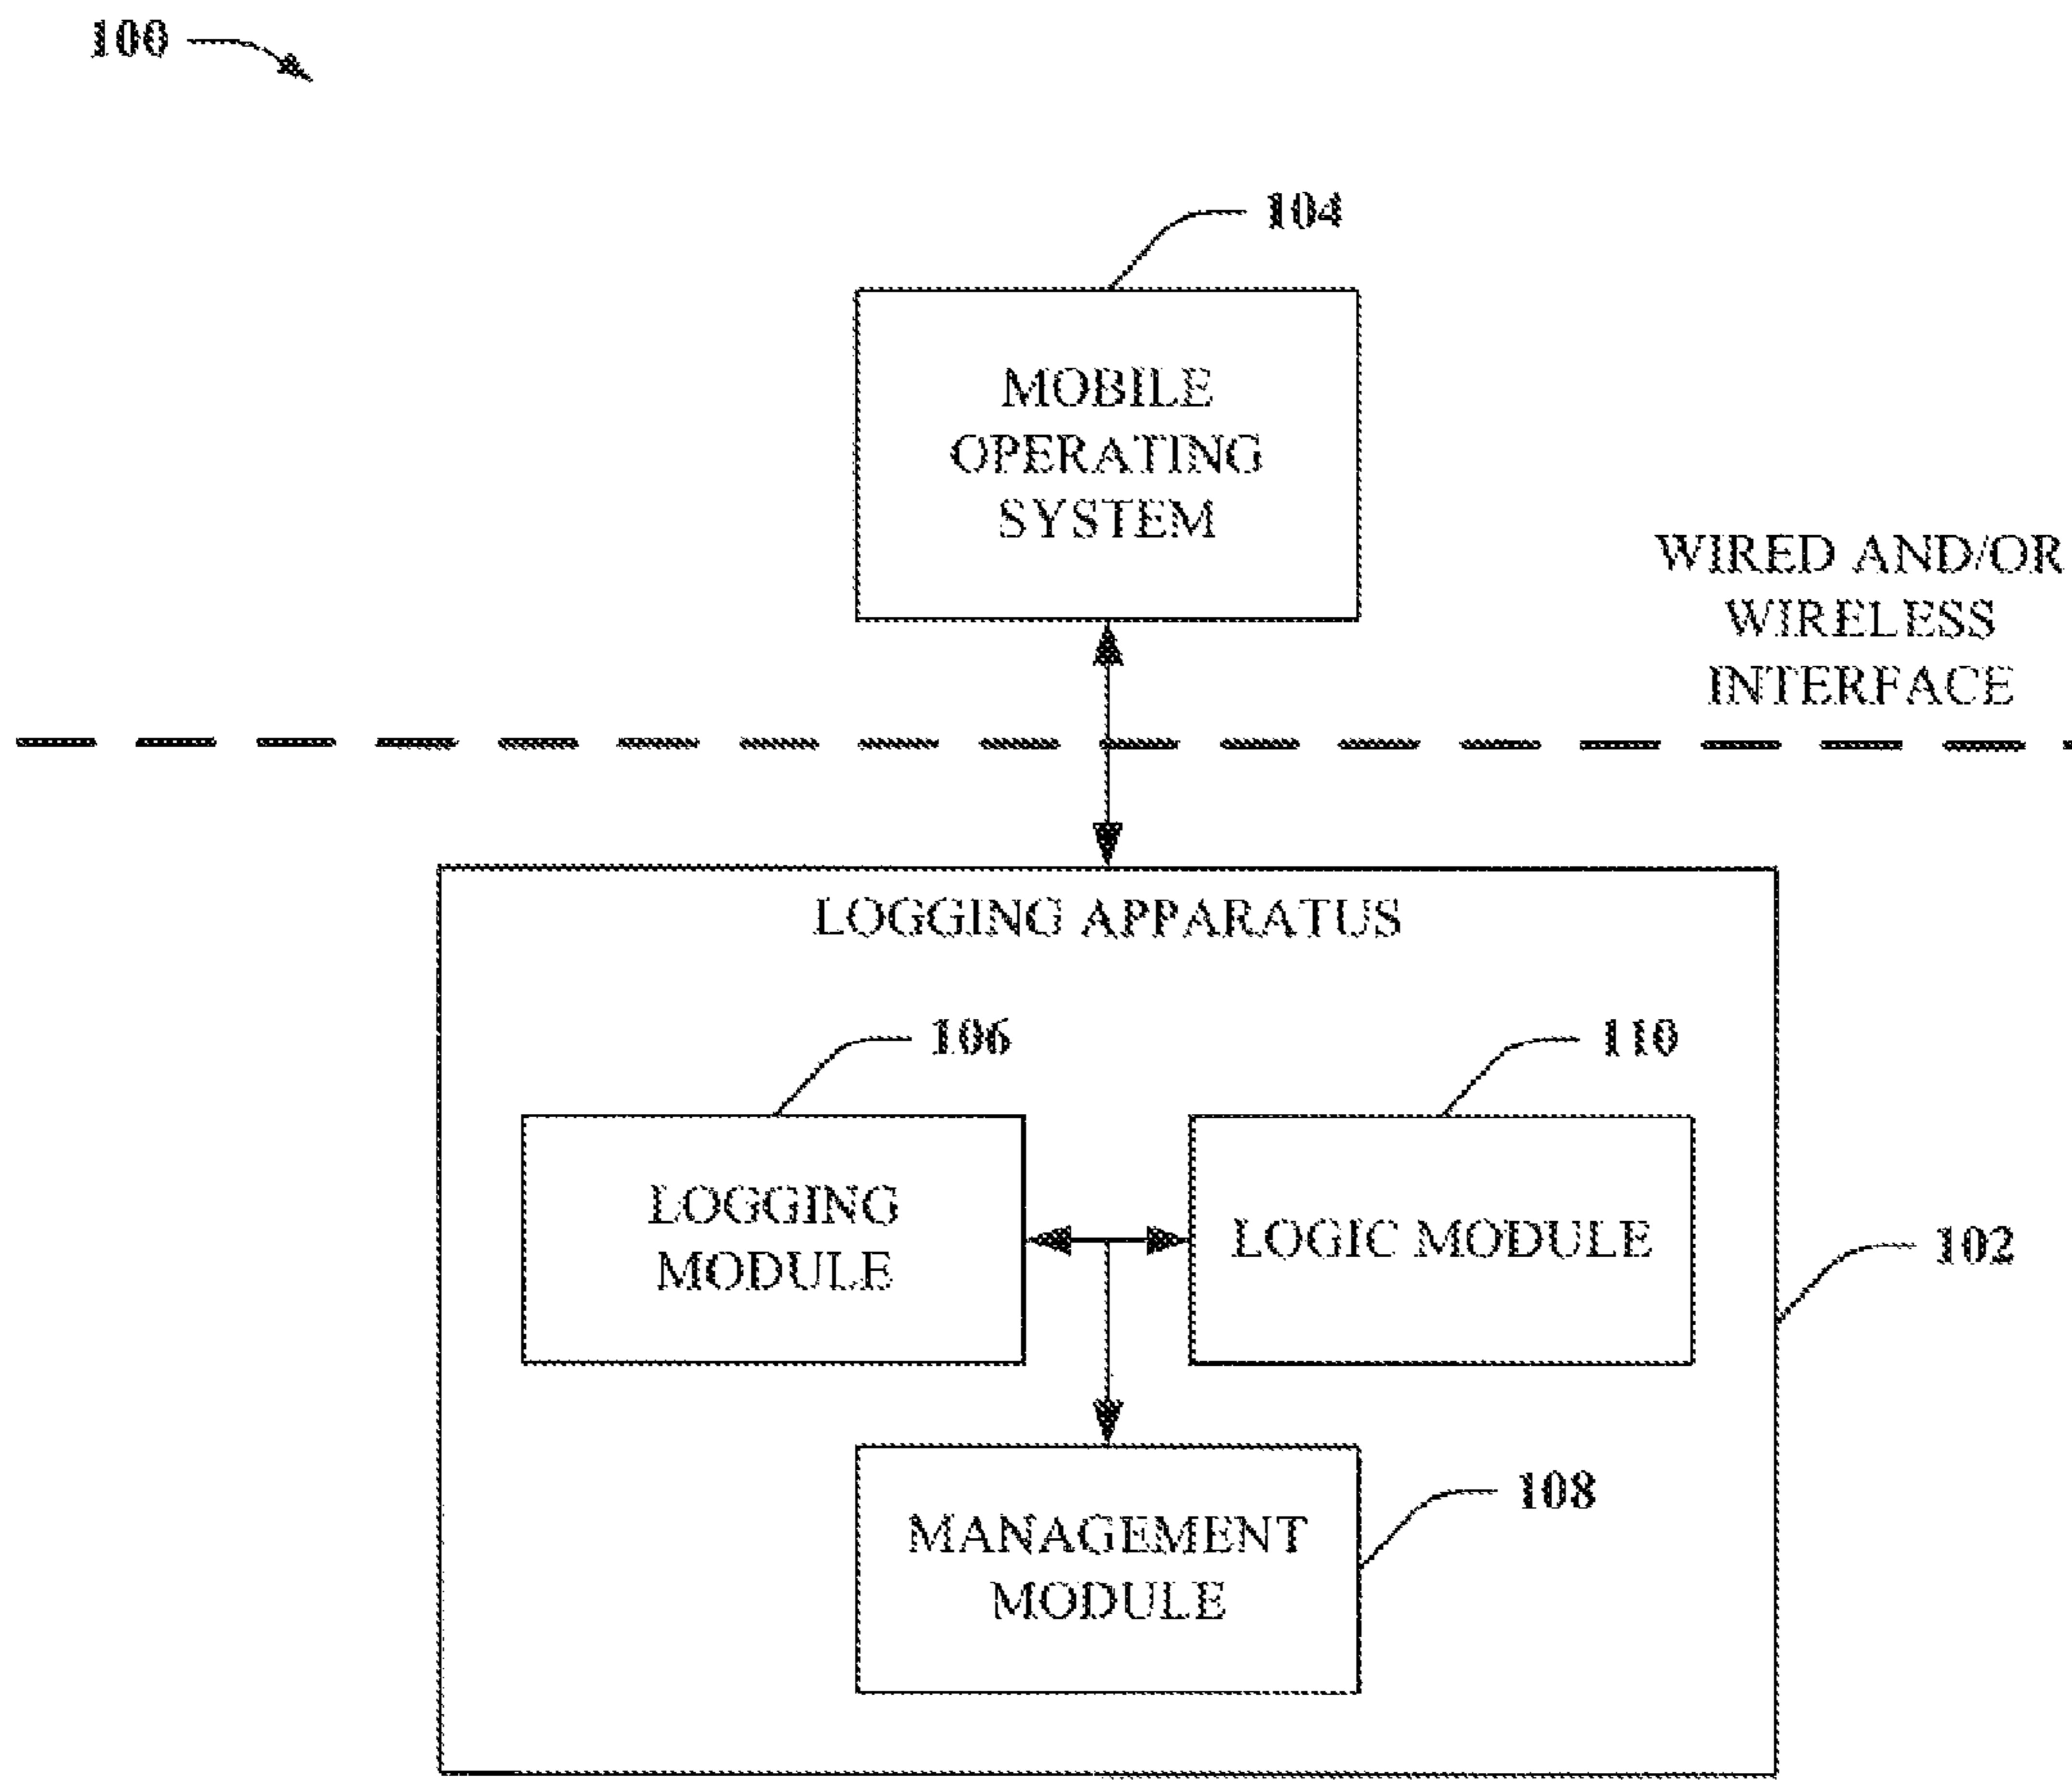 100
104
MOBILE
OPERATING
SYSTEM
WIRED AND/OR
WIRELESS
INTERFACE
LOGGING APPARATUS
106
110
LOGGING
MODULE
LOGIC MODULE
102
108
MANAGEMENT
MODULE